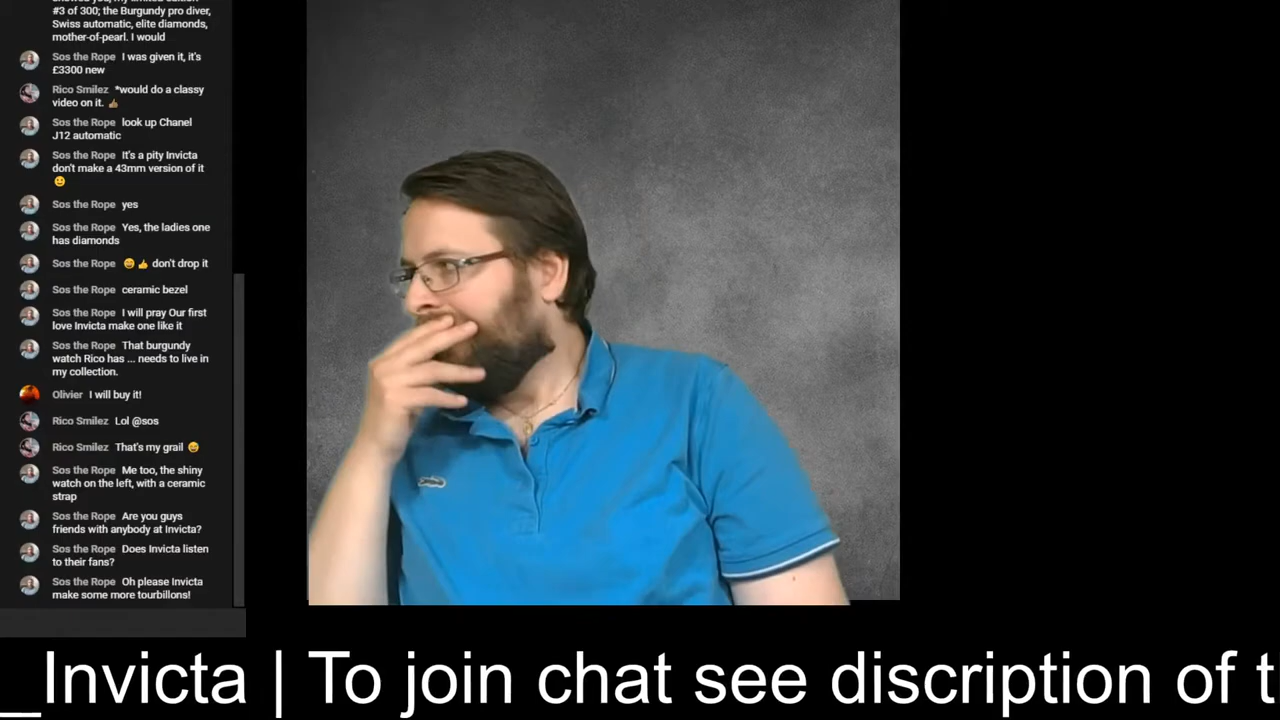 showed you, my limited edition
#3 of 300; the Burgundy pro diver,
Swiss automatic, elite diamonds,
mother-of-pearl. I would
Sos the Rope I was given it, it's
£3300 new
Rico Smilez *would do a classy
video on it. 👍🏽
Sos the Rope look up Chanel
J12 automatic
Sos the Rope It's a pity Invicta
don't make a 43mm version of it
🙂
Sos the Rope yes
Sos the Rope Yes, the ladies one
has diamonds
Sos the Rope 😄👍 don't drop it
Sos the Rope ceramic bezel
Sos the Rope I will pray Our first
love Invicta make one like it
Sos the Rope That burgundy
watch Rico has ... needs to live in
my collection.
Olivier I will buy it!
Rico Smilez Lol @sos
Rico Smilez That's my grail 😄
Sos the Rope Me too, the shiny
watch on the left, with a ceramic
strap
Sos the Rope Are you guys
friends with anybody at Invicta?
Sos the Rope Does Invicta listen
to their fans?
Sos the Rope Oh please Invicta
make some more tourbillons!
_Invicta | To join chat see discription of t